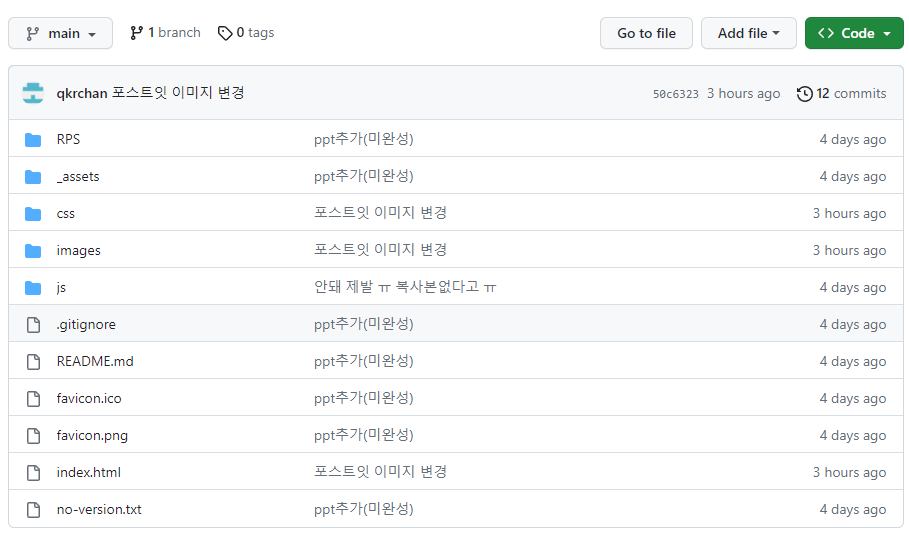 main 1 branch 0 tags Go to file Add file Code
qkrchan 포스트잇 이미지 변경 50c6323 3 hours ago 12 commits
RPS ppt추가(미완성) 4 days ago
_assets ppt추가(미완성) 4 days ago
css 포스트잇 이미지 변경 3 hours ago
images 포스트잇 이미지 변경 3 hours ago
js 안돼 제발 ㅠ 복사본없다고 ㅠ 4 days ago
.gitignore ppt추가(미완성) 4 days ago
README.md ppt추가(미완성) 4 days ago
favicon.ico ppt추가(미완성) 4 days ago
favicon.png ppt추가(미완성) 4 days ago
index.html 포스트잇 이미지 변경 3 hours ago
no-version.txt ppt추가(미완성) 4 days ago